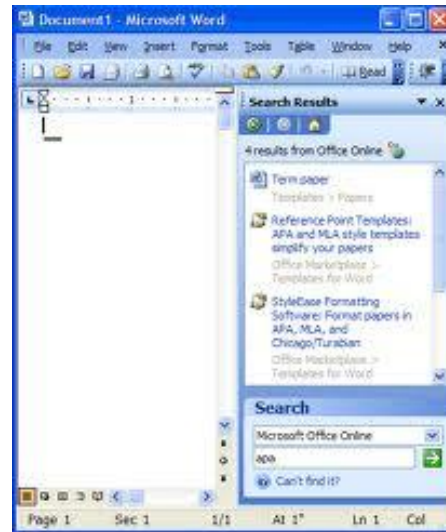 Document1 - Microsoft Word
File Edit View Insert Format Tools Table Window Help
Read
Search Results
4 results from Office Online
Term paper
Templates > Papers
Reference Point Templates:
APA and MLA style templates
simplify your papers
Office Marketplace >
Templates for Word
StyleEase Formatting
Software: Format papers in
APA, MLA, and
Chicago/Turabian
Office Marketplace >
Templates for Word
Search
Microsoft Office Online
apa
Can't find it?
Page 1 Sec 1 1/1 At 1" Ln 1 Col